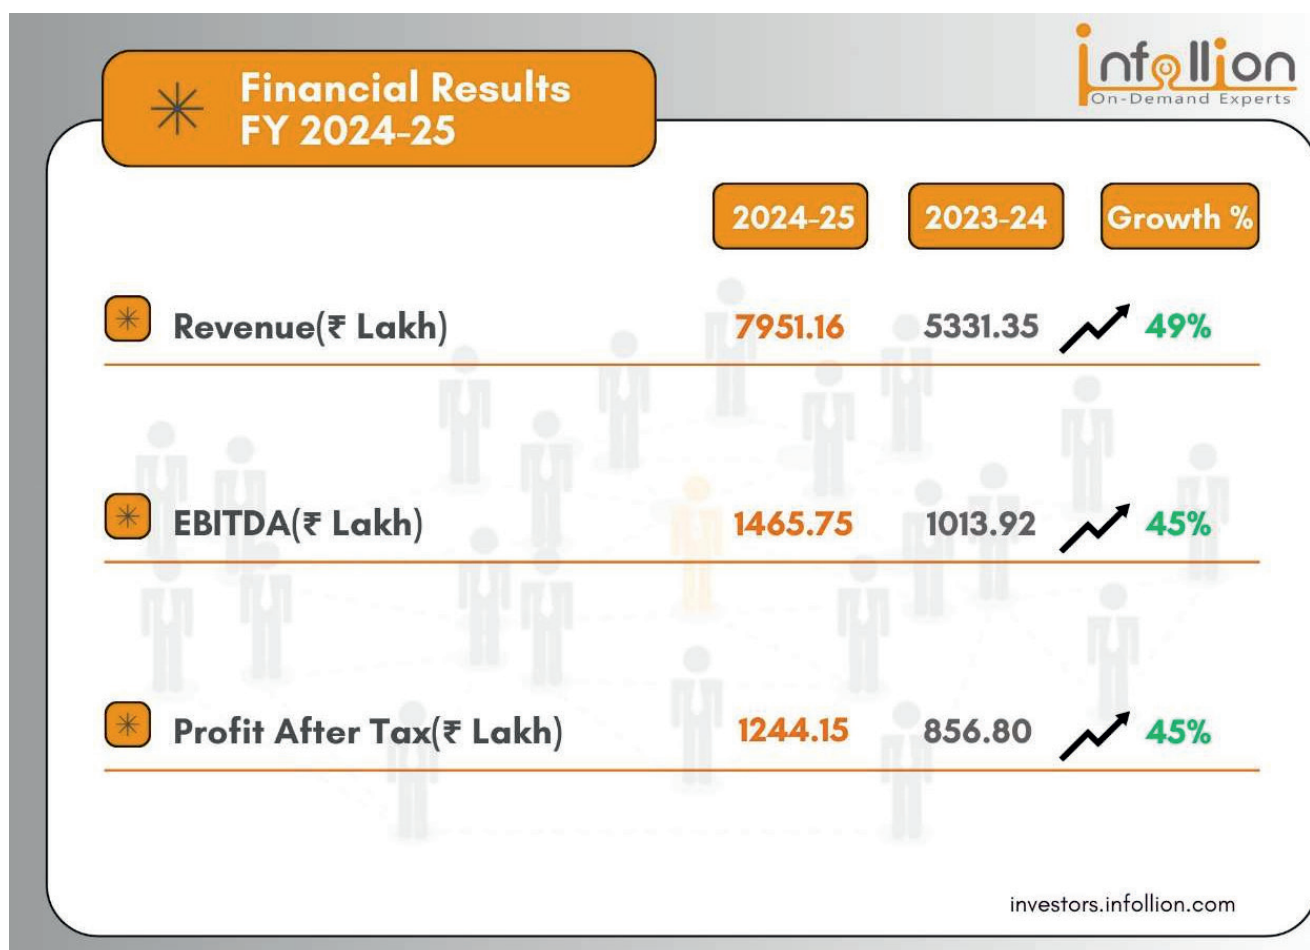 infollion
On-Demand Experts
Financial Results
FY 2024-25
2024-25 2023-24 Growth %
Revenue(₹ Lakh) 7951.16 5331.35 49%
EBITDA(₹ Lakh) 1465.75 1013.92 45%
Profit After Tax(₹ Lakh) 1244.15 856.80 45%
investors.infollion.com